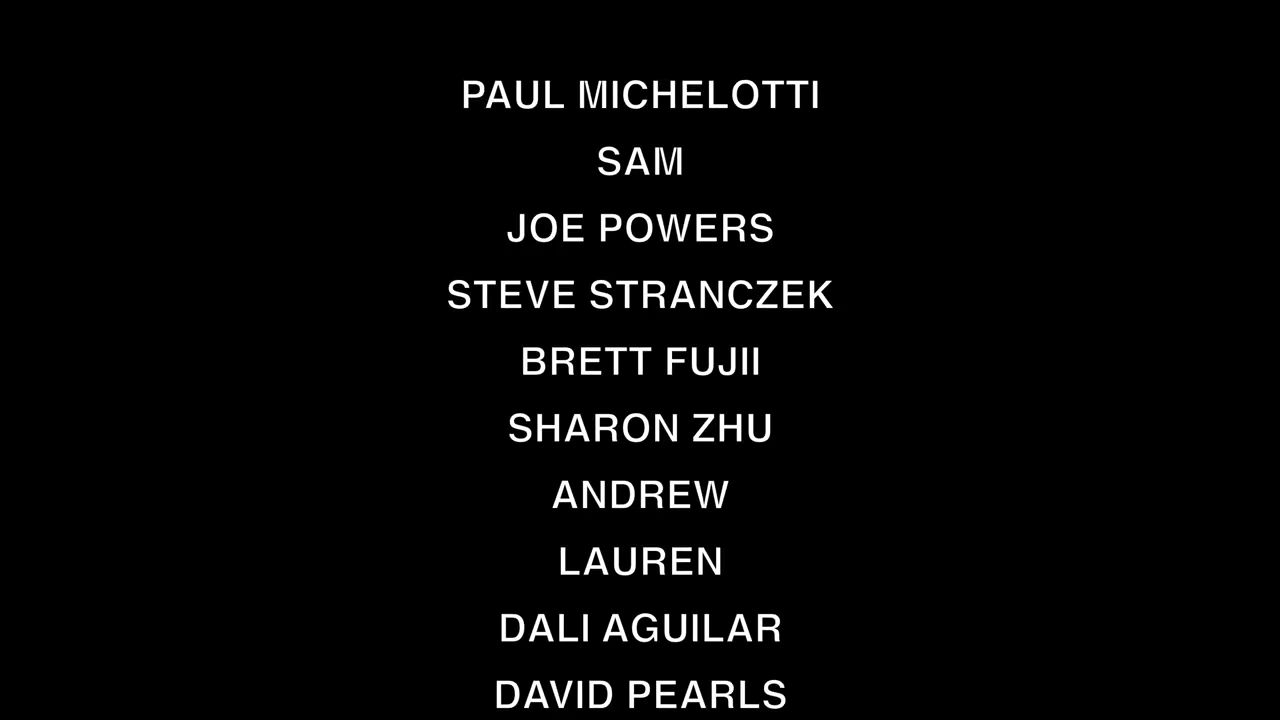 PAUL MICHELOTTI
SAM
JOE POWERS
STEVE STRANCZEK
BRETT FUJII
SHARON ZHU
ANDREW
LAUREN
DALI AGUILAR
DAVID PEARLS